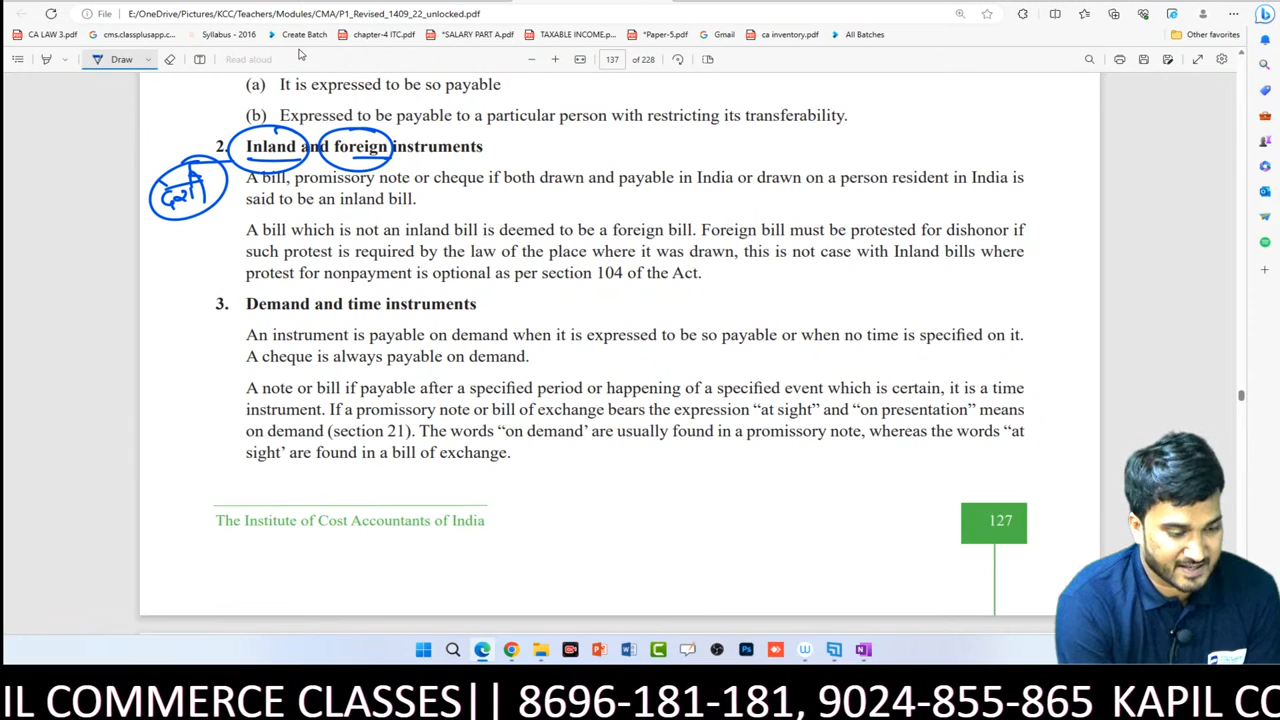 File
E:/OneDrive/Pictures/KCC/Teachers/Modules/CMA/P1_Revised_1409_22_unlocked.pdf
CA LAW 3.pdf
cms.classplusapp.c...
Syllabus - 2016
Create Batch
chapter-4 ITC.pdf
*SALARY PART A.pdf
TAXABLE INCOME.p...
*Paper-5.pdf
Gmail
ca inventory.pdf
All Batches
Other favorites
Draw
Read aloud
137 of 228
(a) It is expressed to be so payable
(b) Expressed to be payable to a particular person with restricting its transferability.
2. Inland and foreign instruments
A bill, promissory note or cheque if both drawn and payable in India or drawn on a person resident in India is
said to be an inland bill.
A bill which is not an inland bill is deemed to be a foreign bill. Foreign bill must be protested for dishonor if
such protest is required by the law of the place where it was drawn, this is not case with Inland bills where
protest for nonpayment is optional as per section 104 of the Act.
3. Demand and time instruments
An instrument is payable on demand when it is expressed to be so payable or when no time is specified on it.
A cheque is always payable on demand.
A note or bill if payable after a specified period or happening of a specified event which is certain, it is a time
instrument. If a promissory note or bill of exchange bears the expression “at sight” and “on presentation” means
on demand (section 21). The words “on demand’ are usually found in a promissory note, whereas the words “at
sight’ are found in a bill of exchange.
The Institute of Cost Accountants of India
127
IL COMMERCE CLASSES|| 8696-181-181, 9024-855-865 KAPIL CO